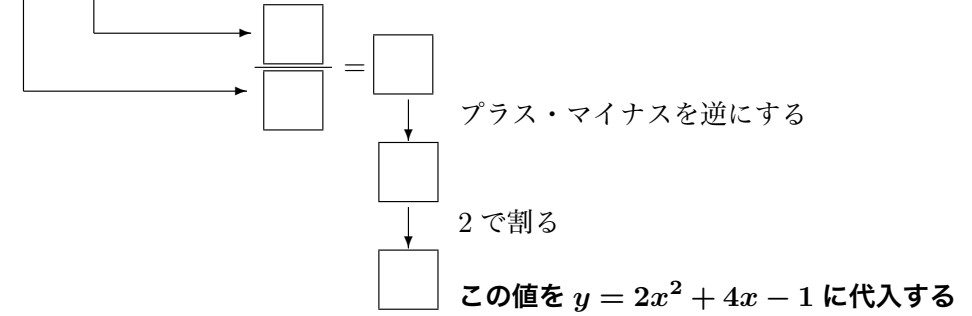 =
プラス・マイナスを逆にする
2 で割る
この値を y = 2x² + 4x − 1 に代入する